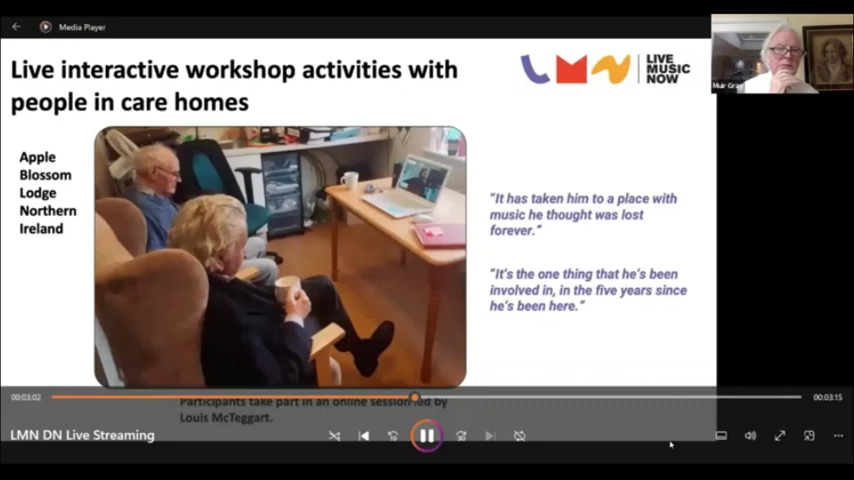 Media Player
Live interactive workshop activities with
people in care homes
LIVE
MUSIC
NOW
Muir Gray
Apple
Blossom
Lodge
Northern
Ireland
"It has taken him to a place with
music he thought was lost
forever."
"It's the one thing that he's been
involved in, in the five years since
he's been here."
00:03:02
00:03:15
Participants take part in an online session led by
Louis McTeggart.
LMN DN Live Streaming